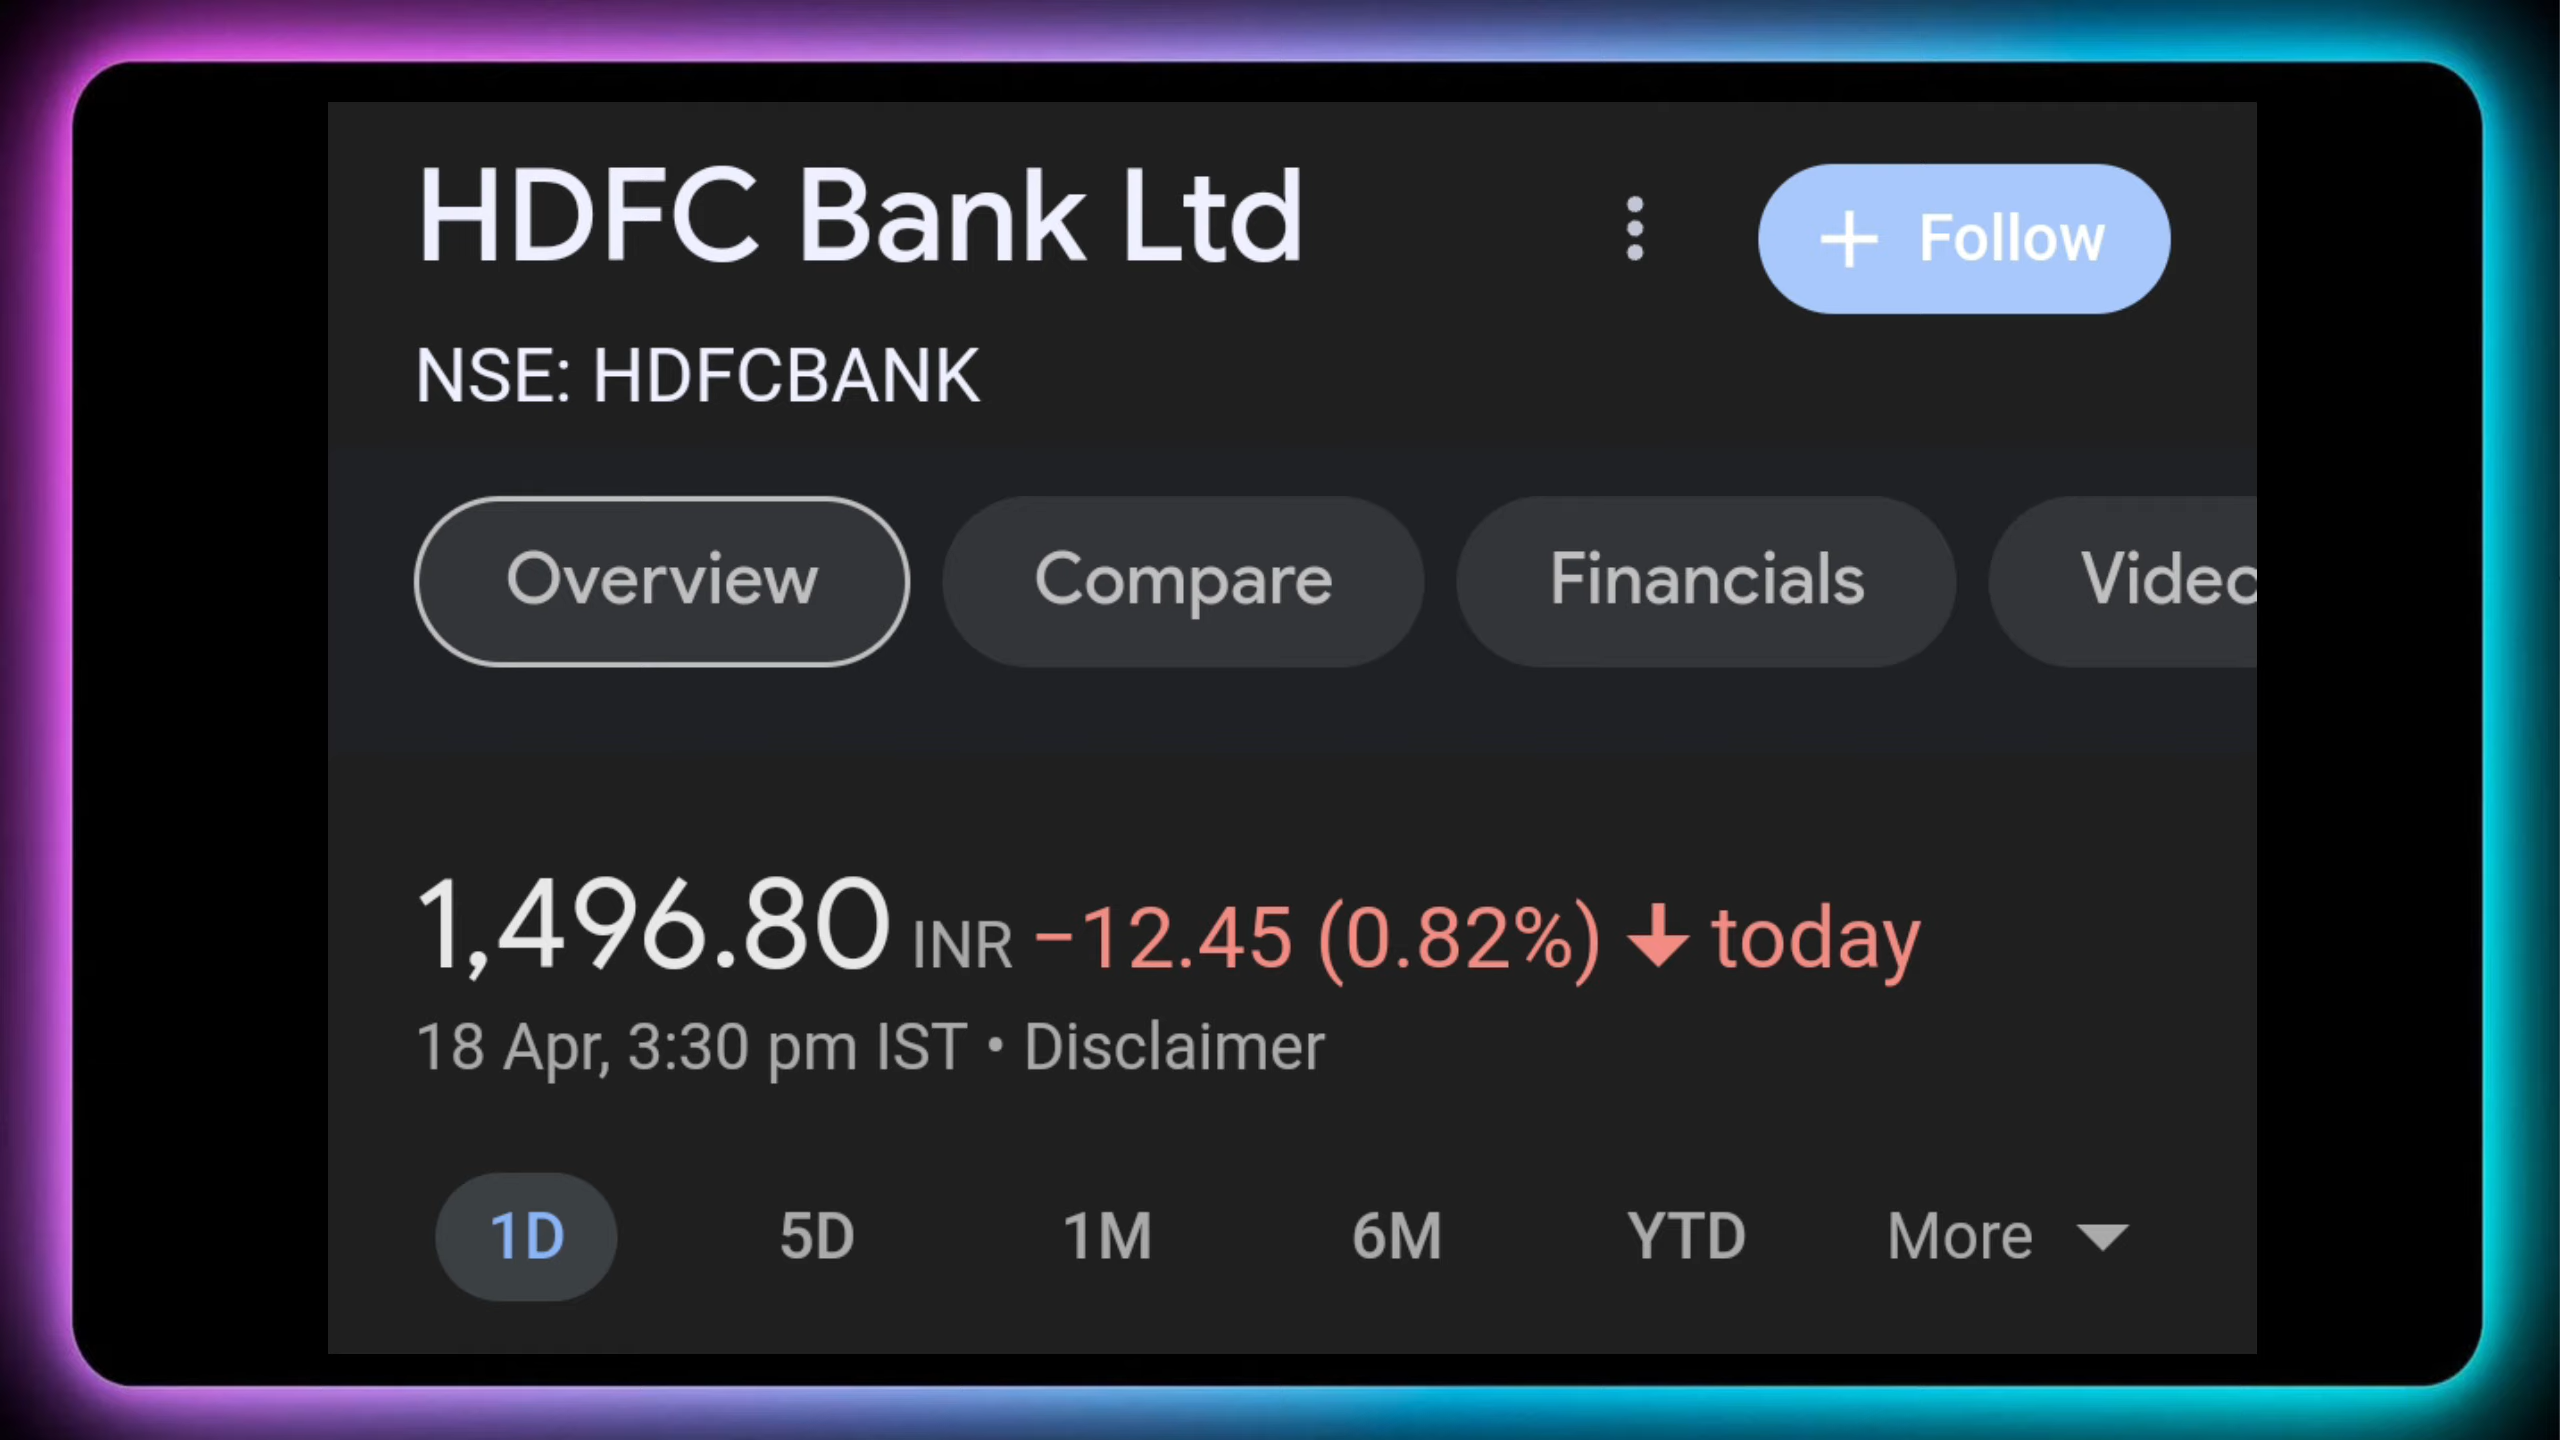 HDFC Bank Ltd
+ Follow
NSE: HDFCBANK
Overview Compare Financials
1,496.80 INR −12.45 (0.82%) ↓ today
18 Apr, 3:30 pm IST • Disclaimer
1D 5D 1M 6M YTD More